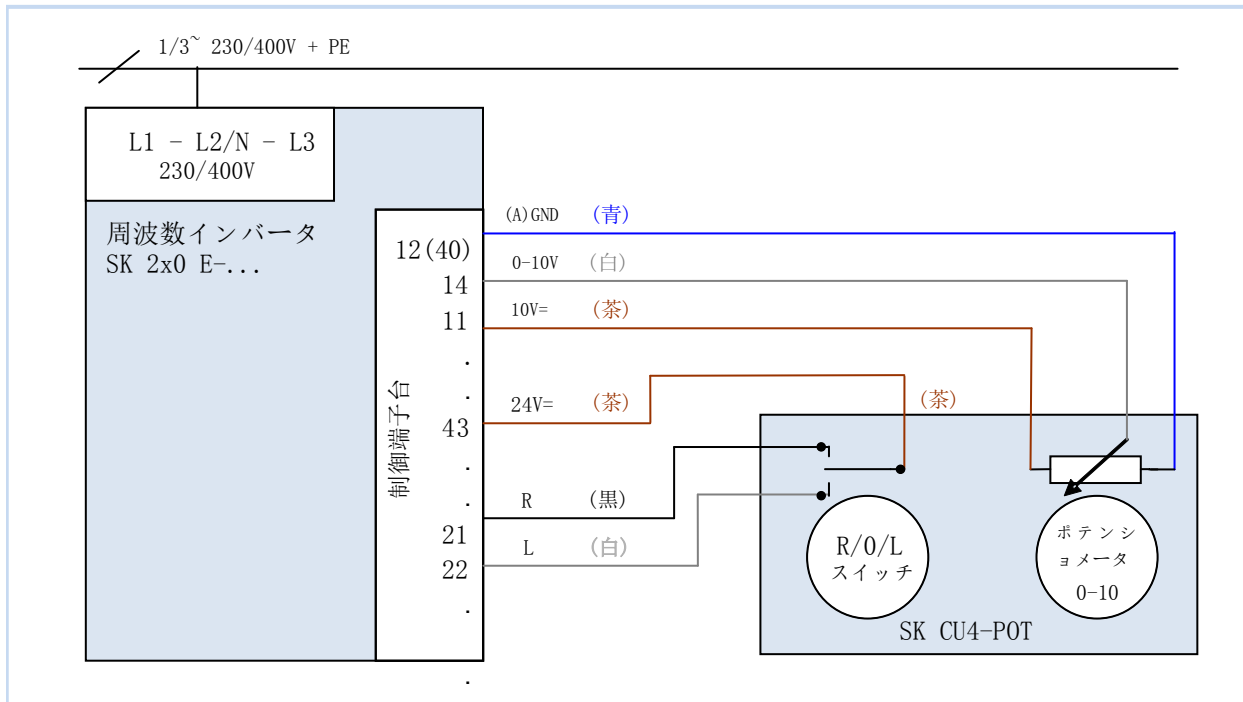 1/3~ 230/400V + PE
L1 - L2/N - L3
230/400V
周波数インバータ
SK 2x0 E-...
制御端子台
12(40)
14
11
.
.
43
.
.
21
22
.
.
(A)GND (青)
0-10V (白)
10V= (茶)
24V= (茶)
(茶)
R (黒)
L (白)
R/0/L
スイッチ
ポテンシ
ョメータ
0-10
SK CU4-POT